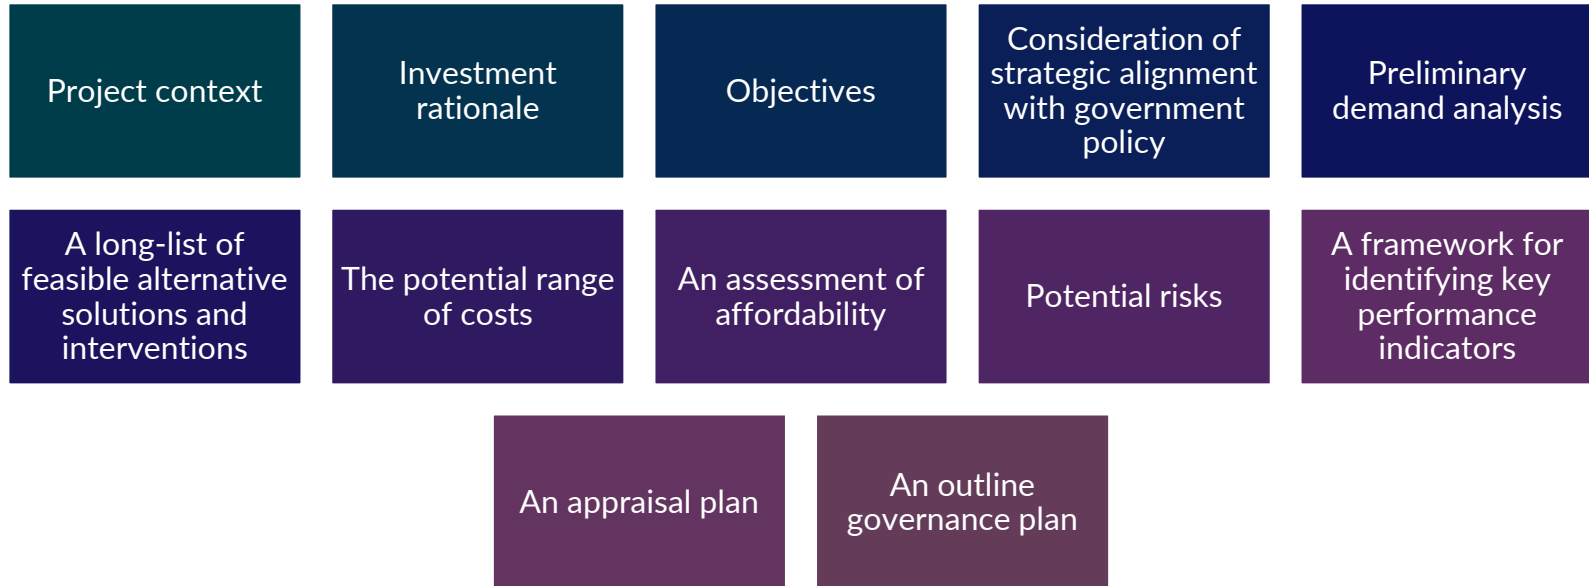 Project context
Investment
rationale
Objectives
Consideration of
strategic alignment
with government
policy
Preliminary
demand analysis
A long-list of
feasible alternative
solutions and
interventions
The potential range
of costs
An assessment of
affordability
Potential risks
A framework for
identifying key
performance
indicators
An appraisal plan
An outline
governance plan